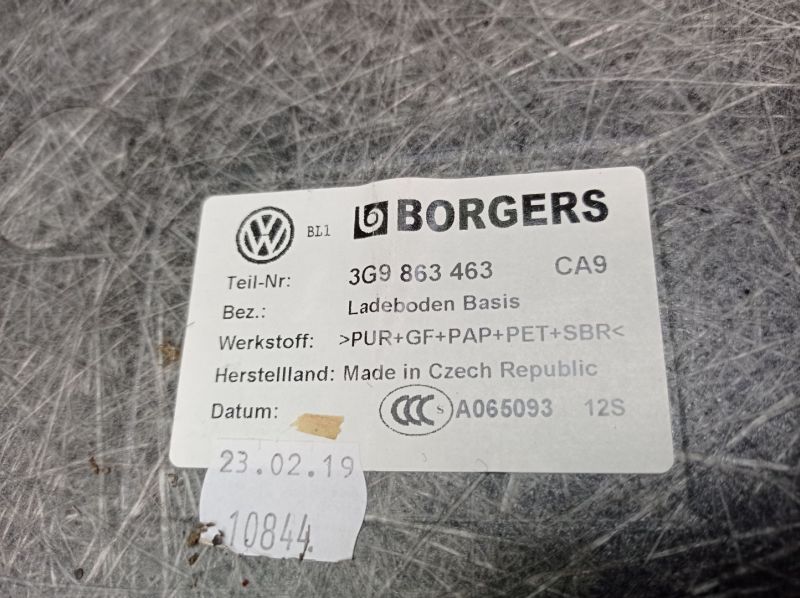 BL1 BORGERS
Teil-Nr: 3G9 863 463 CA9
Bez.: Ladeboden Basis
Werkstoff: >PUR+GF+PAP+PET+SBR<
Herstellland: Made in Czech Republic
Datum: CCC S A065093 12S
23.02.19
10844